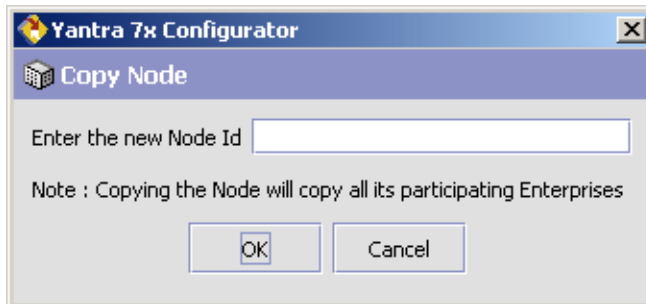 Yantra 7x Configurator
Copy Node
Enter the new Node Id
Note : Copying the Node will copy all its participating Enterprises
OK Cancel